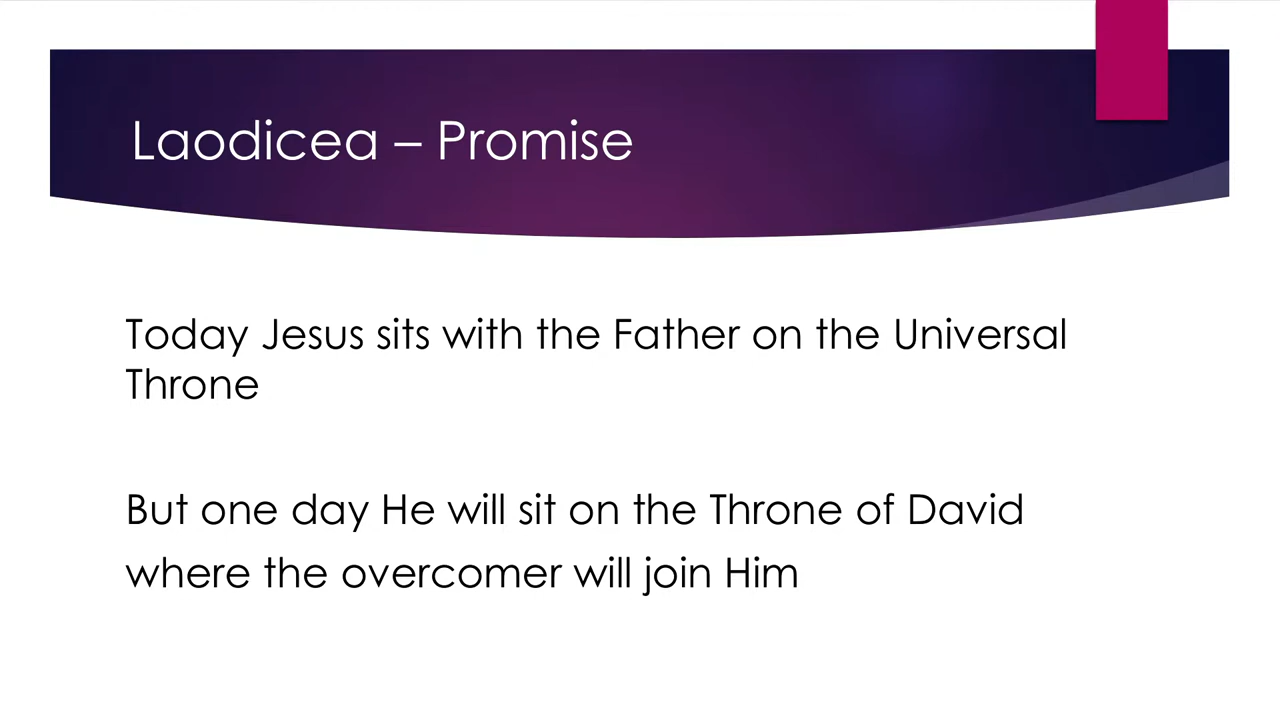 Laodicea – Promise
Today Jesus sits with the Father on the Universal
Throne
But one day He will sit on the Throne of David
where the overcomer will join Him